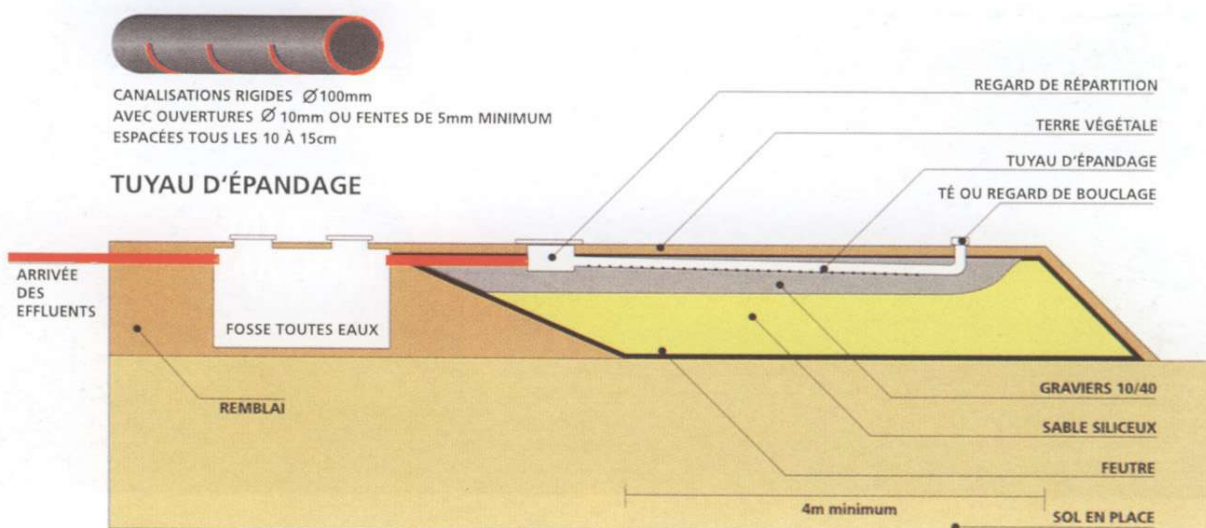 CANALISATIONS RIGIDES Ø100mm
AVEC OUVERTURES Ø 10mm OU FENTES DE 5mm MINIMUM
ESPACÉES TOUS LES 10 À 15cm
TUYAU D'ÉPANDAGE
REGARD DE RÉPARTITION
TERRE VÉGÉTALE
TUYAU D'ÉPANDAGE
TÉ OU REGARD DE BOUCLAGE
ARRIVÉE
DES
EFFLUENTS
FOSSE TOUTES EAUX
REMBLAI
GRAVIERS 10/40
SABLE SILICEUX
FEUTRE
4m minimum
SOL EN PLACE